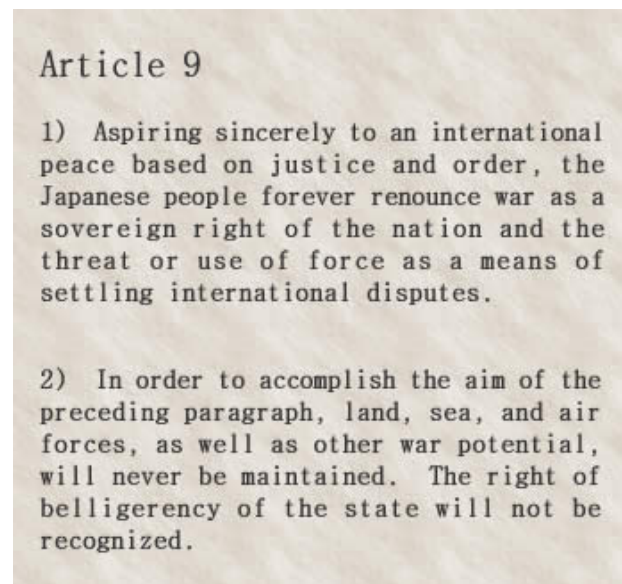 Article 9
1) Aspiring sincerely to an international
peace based on justice and order, the
Japanese people forever renounce war as a
sovereign right of the nation and the
threat or use of force as a means of
settling international disputes.
2) In order to accomplish the aim of the
preceding paragraph, land, sea, and air
forces, as well as other war potential,
will never be maintained. The right of
belligerency of the state will not be
recognized.